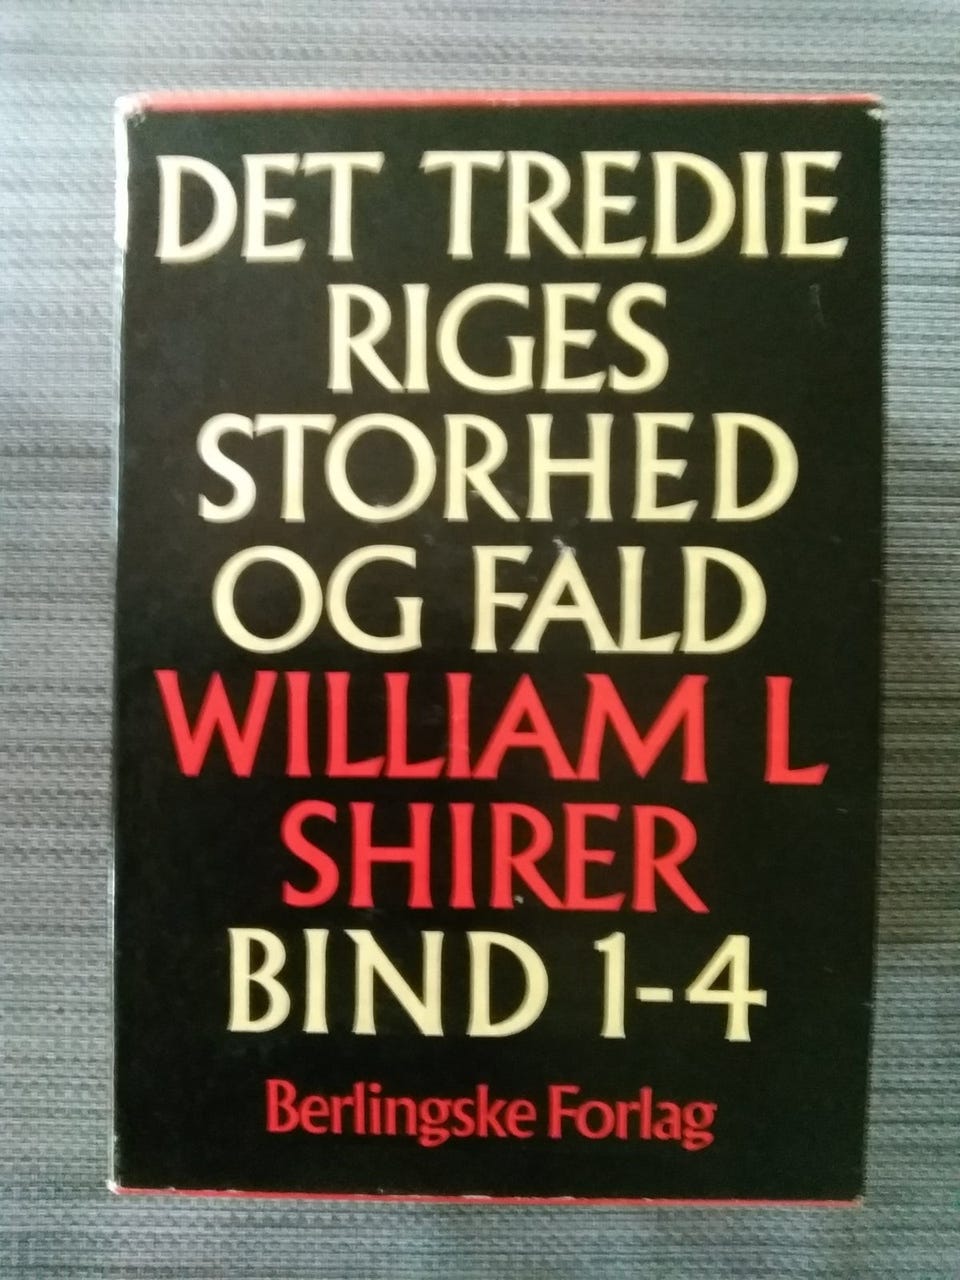 DET TREDIE
RIGES
STORHED
OG FALD
WILLIAM L
SHIRER
BIND 1-4
Berlingske Forlag